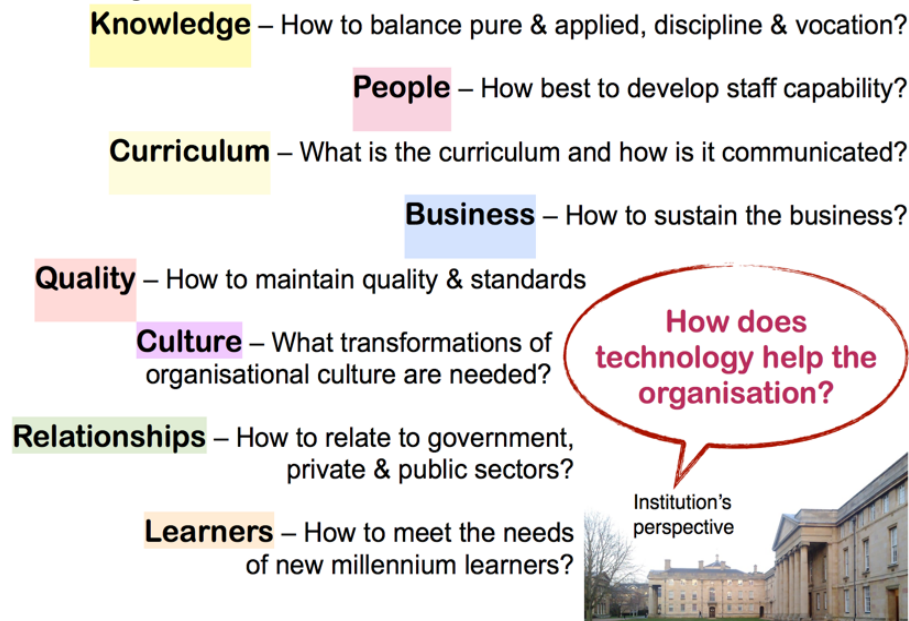 Knowledge – How to balance pure & applied, discipline & vocation?
People – How best to develop staff capability?
Curriculum – What is the curriculum and how is it communicated?
Business – How to sustain the business?
Quality – How to maintain quality & standards
Culture – What transformations of
organisational culture are needed?
Relationships – How to relate to government,
private & public sectors?
Learners – How to meet the needs
of new millennium learners?
How does
technology help the
organisation?
Institution's
perspective